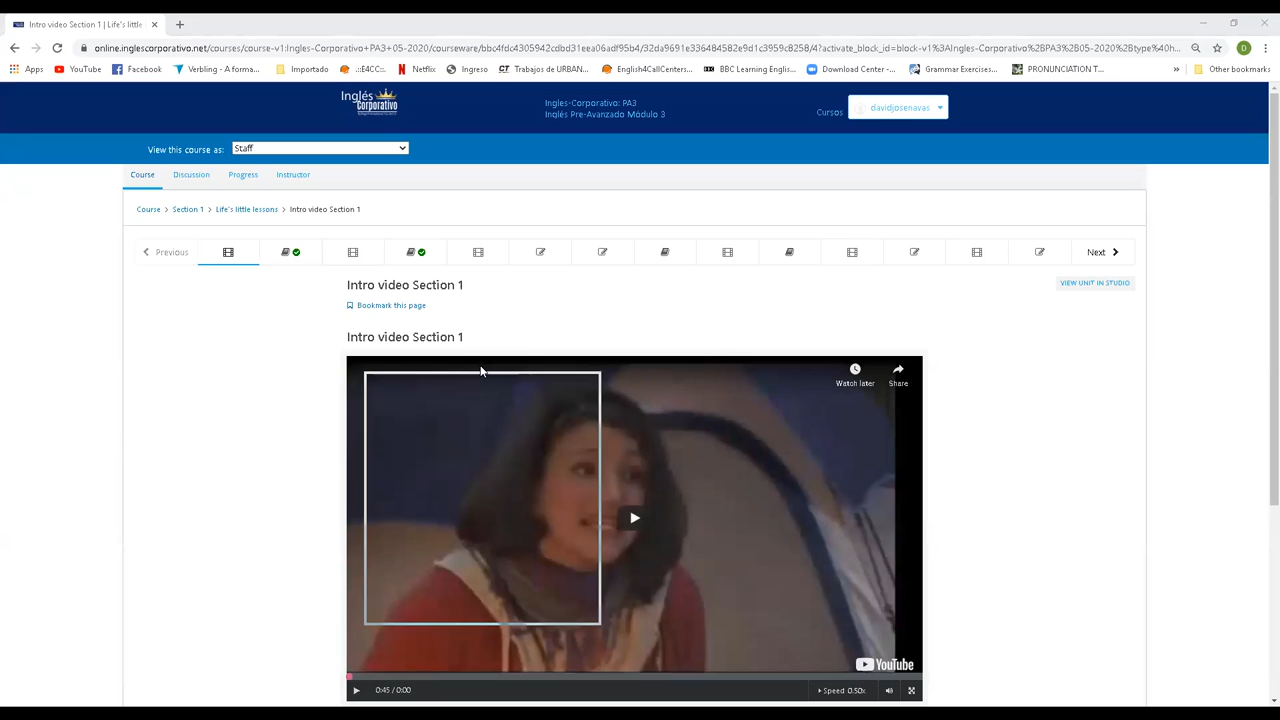 Intro video Section 1 | Life's little
online.inglescorporativo.net/courses/course-v1:Ingles-Corporativo+PA3+05-2020/courseware/bbc4fdc4305942cdbd31eea06adf95b4/32da9691e336484582e9d1c3959c8258/4?activate_block_id=block-v1%3AIngles-Corporativo%2BPA3%2B05-2020%2Btype%40h...
Apps YouTube Facebook Verbling - A forma... Importado .::E4CC::. Netflix Ingreso Trabajos de URBAN... English4CallCenters... BBC Learning Englis... Download Center -... Grammar Exercises... PRONUNCIATION T... » Other bookmarks
Inglés
Corporativo
Ingles-Corporativo: PA3
Inglés Pre-Avanzado Módulo 3
Cursos
davidjosenavas
View this course as: Staff
Course Discussion Progress Instructor
Course > Section 1 > Life's little lessons > Intro video Section 1
Previous
Next
Intro video Section 1
VIEW UNIT IN STUDIO
Bookmark this page
Intro video Section 1
Watch later
Share
YouTube
0:45 / 0:00
Speed 0.50x